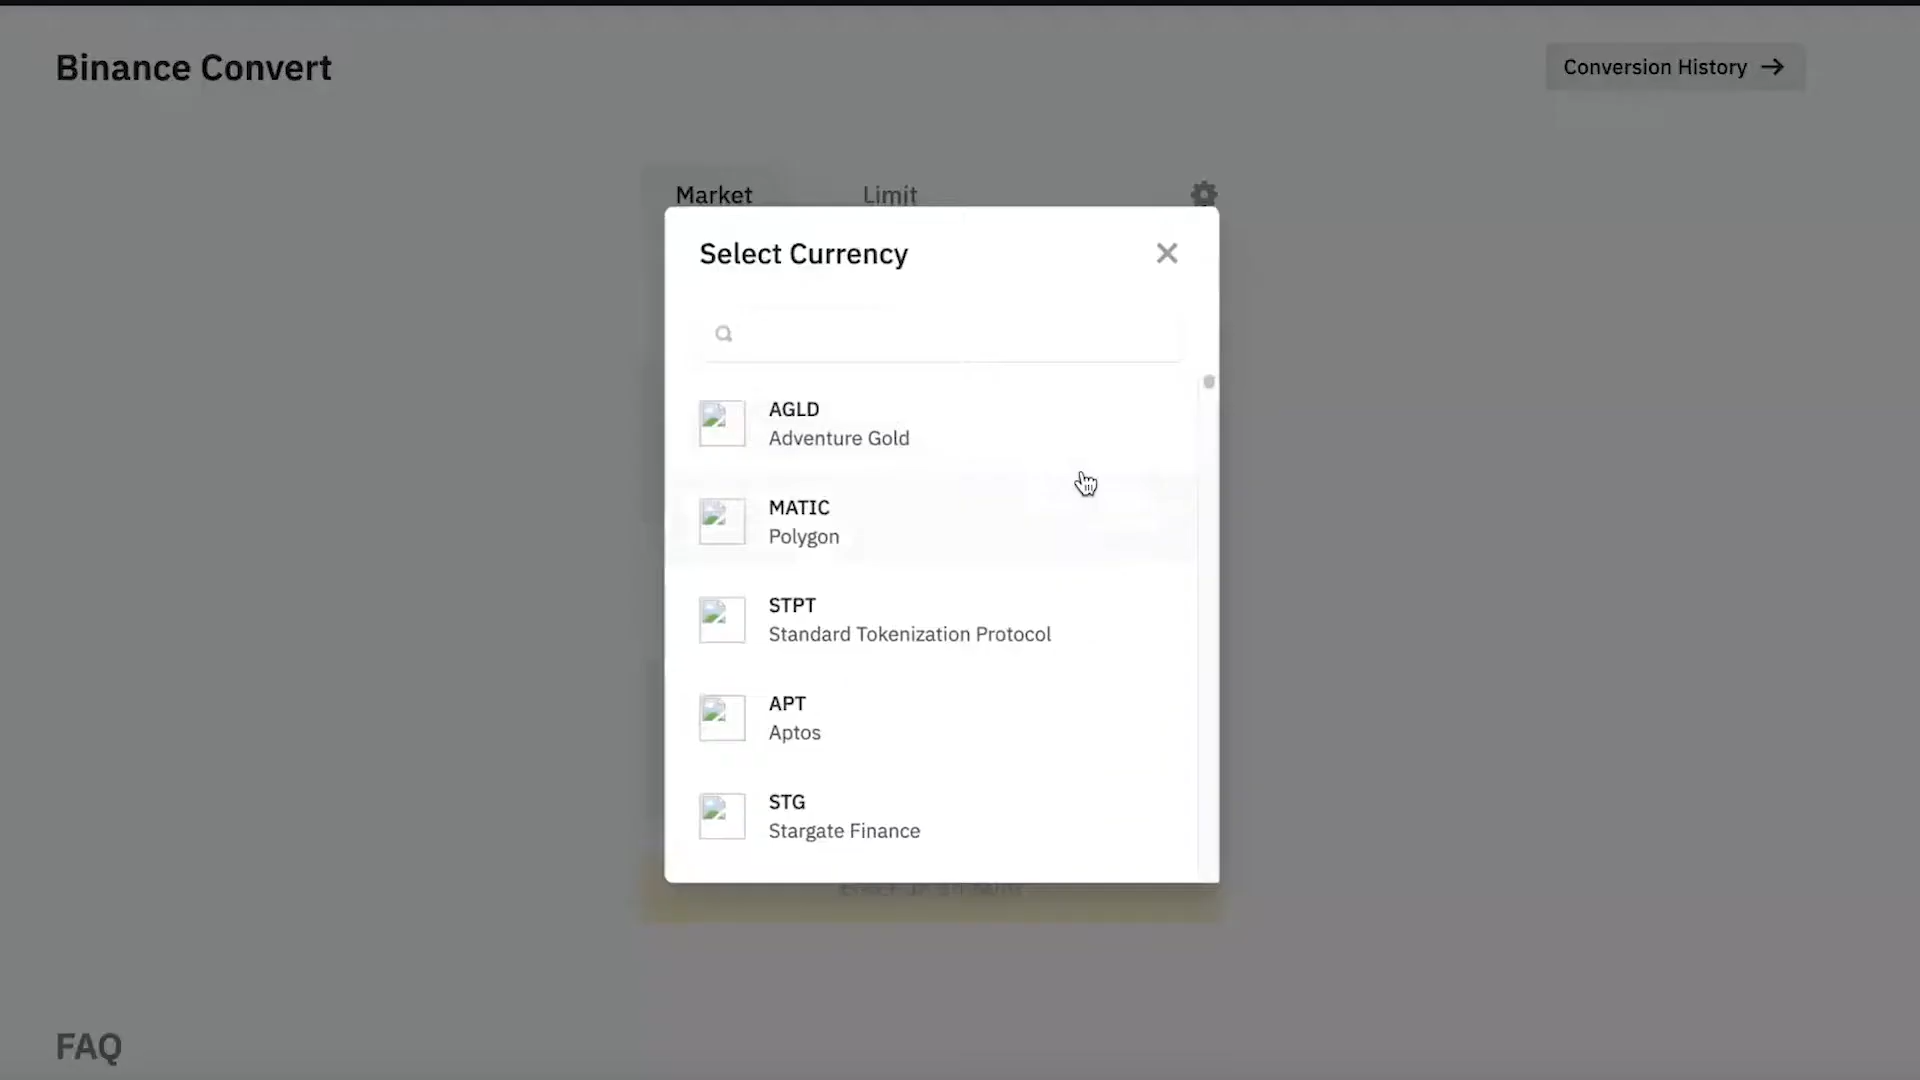 Binance Convert
Conversion History
Market
Limit
Select Currency
AGLD
Adventure Gold
MATIC
Polygon
STPT
Standard Tokenization Protocol
APT
Aptos
STG
Stargate Finance
FAQ